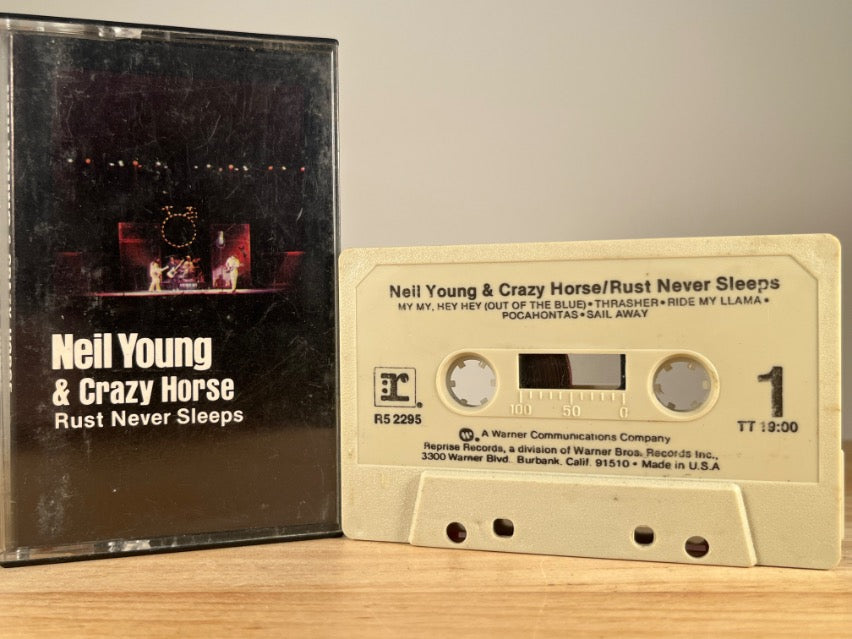 Neil Young
& Crazy Horse
Rust Never Sleeps
Neil Young & Crazy Horse/Rust Never Sleeps
MY MY, HEY HEY (OUT OF THE BLUE) • THRASHER • RIDE MY LLAMA •
POCAHONTAS • SAIL AWAY
r
R5 2295
100 50 0
1
TT 19:00
A Warner Communications Company
Reprise Records, a division of Warner Bros. Records Inc.,
3300 Warner Blvd. Burbank, Calif. 91510 • Made in U.S.A